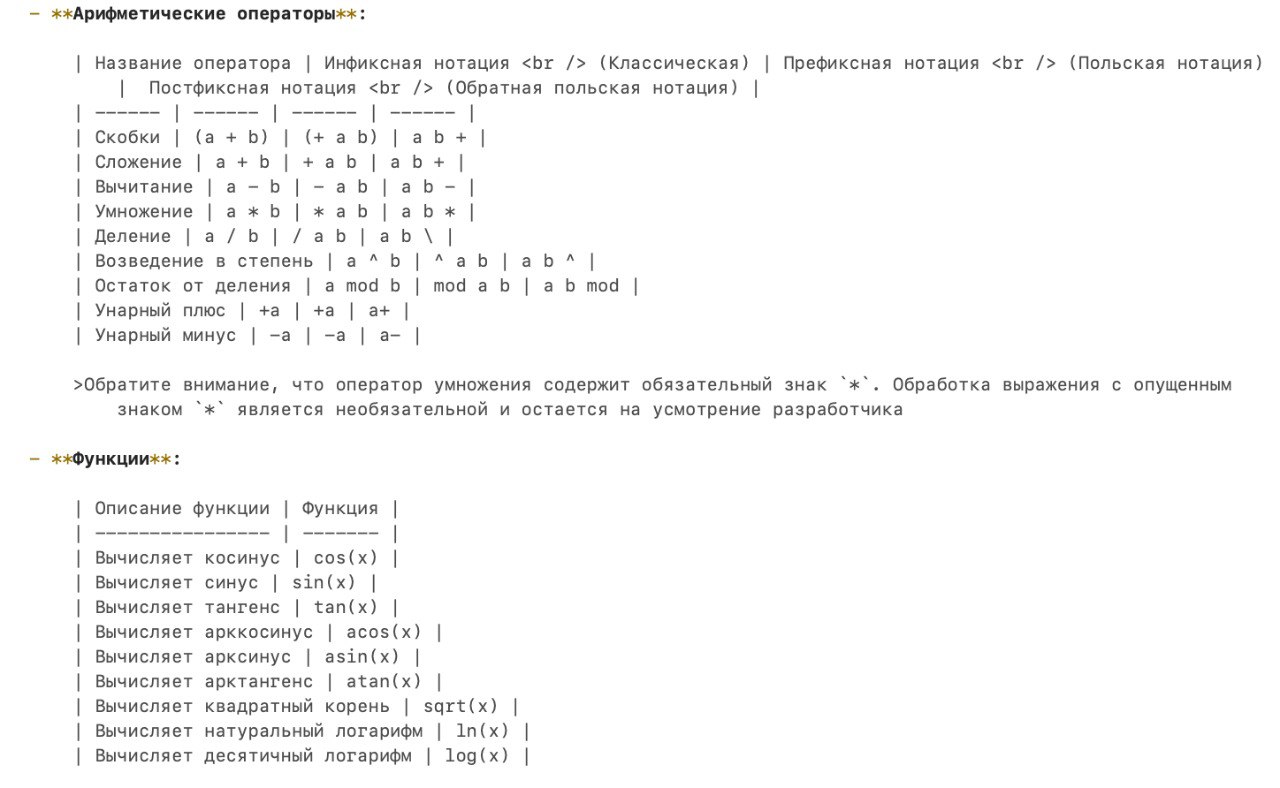 - **Арифметические операторы**:
| Название оператора | Инфиксная нотация <br /> (Классическая) | Префиксная нотация <br /> (Польская нотация)
| Постфиксная нотация <br /> (Обратная польская нотация) |
| ------ | ------ | ------ | ------ |
| Скобки | (a + b) | (+ a b) | a b + |
| Сложение | a + b | + a b | a b + |
| Вычитание | a - b | - a b | a b - |
| Умножение | a * b | * a b | a b * |
| Деление | a / b | / a b | a b \ |
| Возведение в степень | a ^ b | ^ a b | a b ^ |
| Остаток от деления | a mod b | mod a b | a b mod |
| Унарный плюс | +a | +a | a+ |
| Унарный минус | -a | -a | a- |
>Обратите внимание, что оператор умножения содержит обязательный знак `*`. Обработка выражения с опущенным
знаком `*` является необязательной и остается на усмотрение разработчика
- **Функции**:
| Описание функции | Функция |
| ---------------- | ------- |
| Вычисляет косинус | cos(x) |
| Вычисляет синус | sin(x) |
| Вычисляет тангенс | tan(x) |
| Вычисляет арккосинус | acos(x) |
| Вычисляет арксинус | asin(x) |
| Вычисляет арктангенс | atan(x) |
| Вычисляет квадратный корень | sqrt(x) |
| Вычисляет натуральный логарифм | ln(x) |
| Вычисляет десятичный логарифм | log(x) |